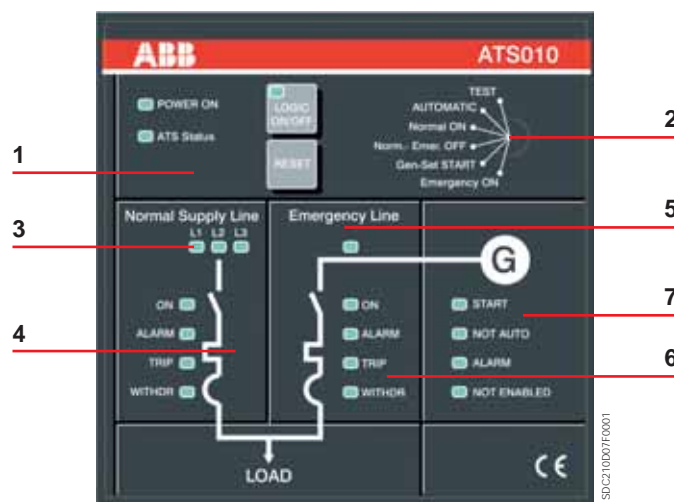 ABB ATS010
POWER ON
ATS Status
LOGIC
ON/OFF
RESET
TEST
AUTOMATIC
Normal ON
Norm.- Emer. OFF
Gen-Set START
Emergency ON
1
2
3
4
5
6
7
Normal Supply Line
L1 L2 L3
ON
ALARM
TRIP
WITHDR
Emergency Line
ON
ALARM
TRIP
WITHDR
G
START
NOT AUTO
ALARM
NOT ENABLED
LOAD
CE
SDC210D07F0001